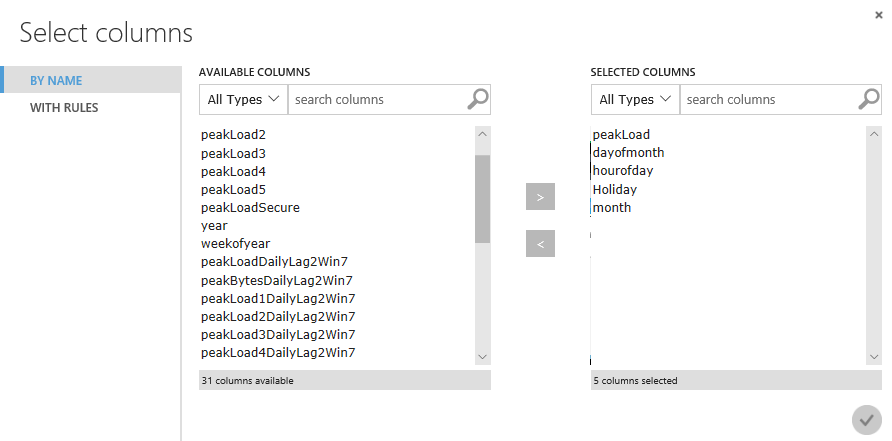 Select columns
BY NAME
WITH RULES
AVAILABLE COLUMNS
All Types
search columns
peakLoad2
peakLoad3
peakLoad4
peakLoad5
peakLoadSecure
year
weekofyear
peakLoadDailyLag2Win7
peakBytesDailyLag2Win7
peakLoad1DailyLag2Win7
peakLoad2DailyLag2Win7
peakLoad3DailyLag2Win7
peakLoad4DailyLag2Win7
31 columns available
>
<
SELECTED COLUMNS
All Types
search columns
peakLoad
dayofmonth
hourofday
Holiday
month
5 columns selected